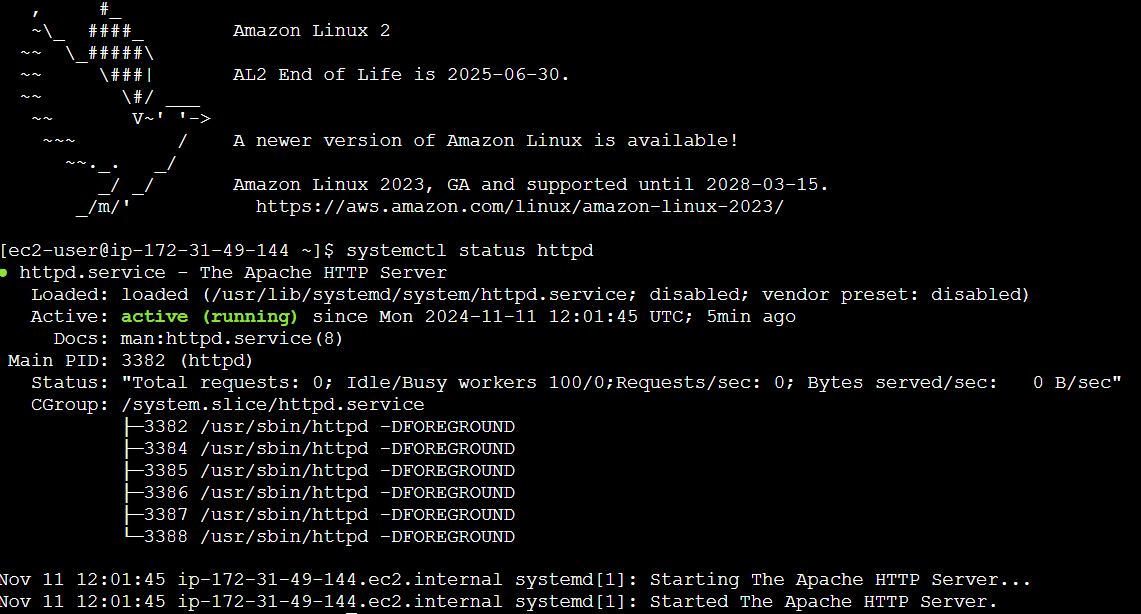 ,     #_
   ~\_  ####_        Amazon Linux 2
  ~~  \_#####\
  ~~     \###|       AL2 End of Life is 2025-06-30.
  ~~       \#/ ___
   ~~       V~' '->
    ~~~         /    A newer version of Amazon Linux is available!
      ~~._.   _/
         _/ _/       Amazon Linux 2023, GA and supported until 2028-03-15.
       _/m/'           https://aws.amazon.com/linux/amazon-linux-2023/
[ec2-user@ip-172-31-49-144 ~]$ systemctl status httpd
● httpd.service - The Apache HTTP Server
   Loaded: loaded (/usr/lib/systemd/system/httpd.service; disabled; vendor preset: disabled)
   Active: active (running) since Mon 2024-11-11 12:01:45 UTC; 5min ago
     Docs: man:httpd.service(8)
 Main PID: 3382 (httpd)
   Status: "Total requests: 0; Idle/Busy workers 100/0;Requests/sec: 0; Bytes served/sec:   0 B/sec"
   CGroup: /system.slice/httpd.service
           ├─3382 /usr/sbin/httpd -DFOREGROUND
           ├─3384 /usr/sbin/httpd -DFOREGROUND
           ├─3385 /usr/sbin/httpd -DFOREGROUND
           ├─3386 /usr/sbin/httpd -DFOREGROUND
           ├─3387 /usr/sbin/httpd -DFOREGROUND
           └─3388 /usr/sbin/httpd -DFOREGROUND
Nov 11 12:01:45 ip-172-31-49-144.ec2.internal systemd[1]: Starting The Apache HTTP Server...
Nov 11 12:01:45 ip-172-31-49-144.ec2.internal systemd[1]: Started The Apache HTTP Server.